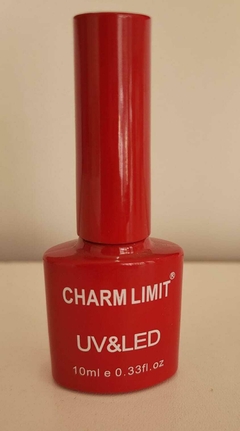 CHARM LIMIT®
UV&LED
10ml e 0.33fl.oz